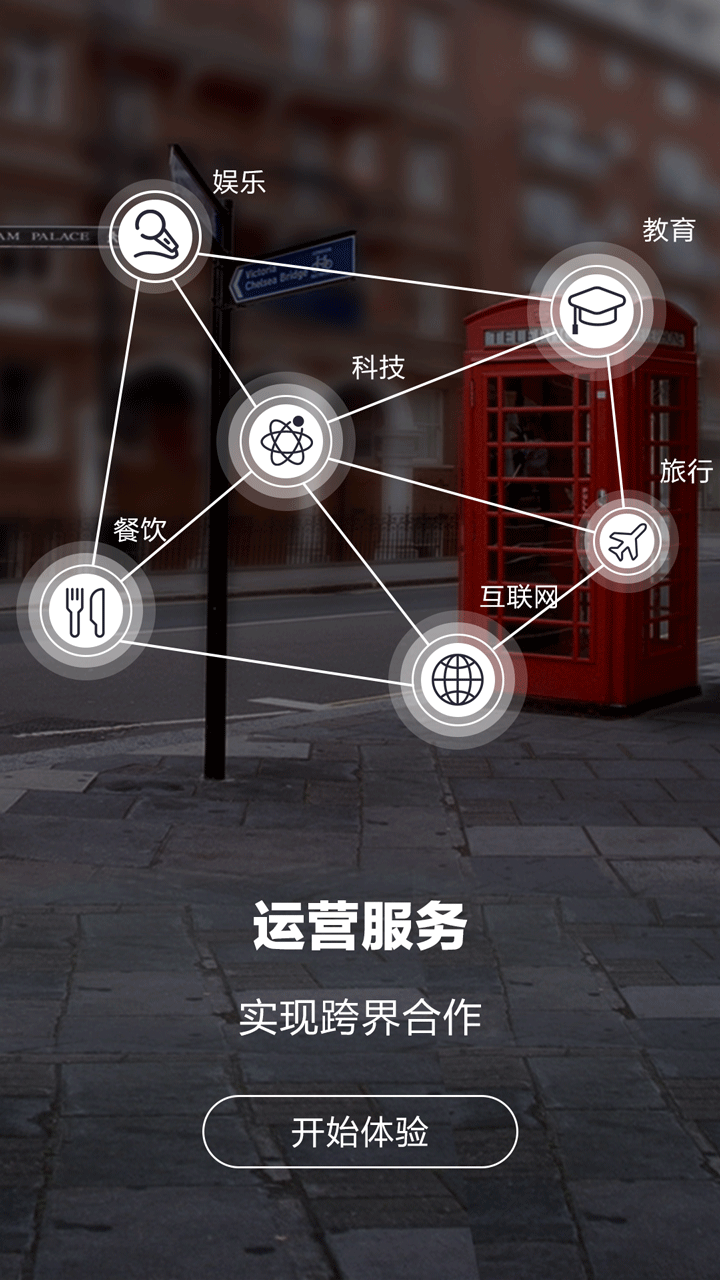 娱乐
教育
AM PALACE
Victoria
Chelsea Bridge
科技
旅行
餐饮
互联网
运营服务
实现跨界合作
开始体验